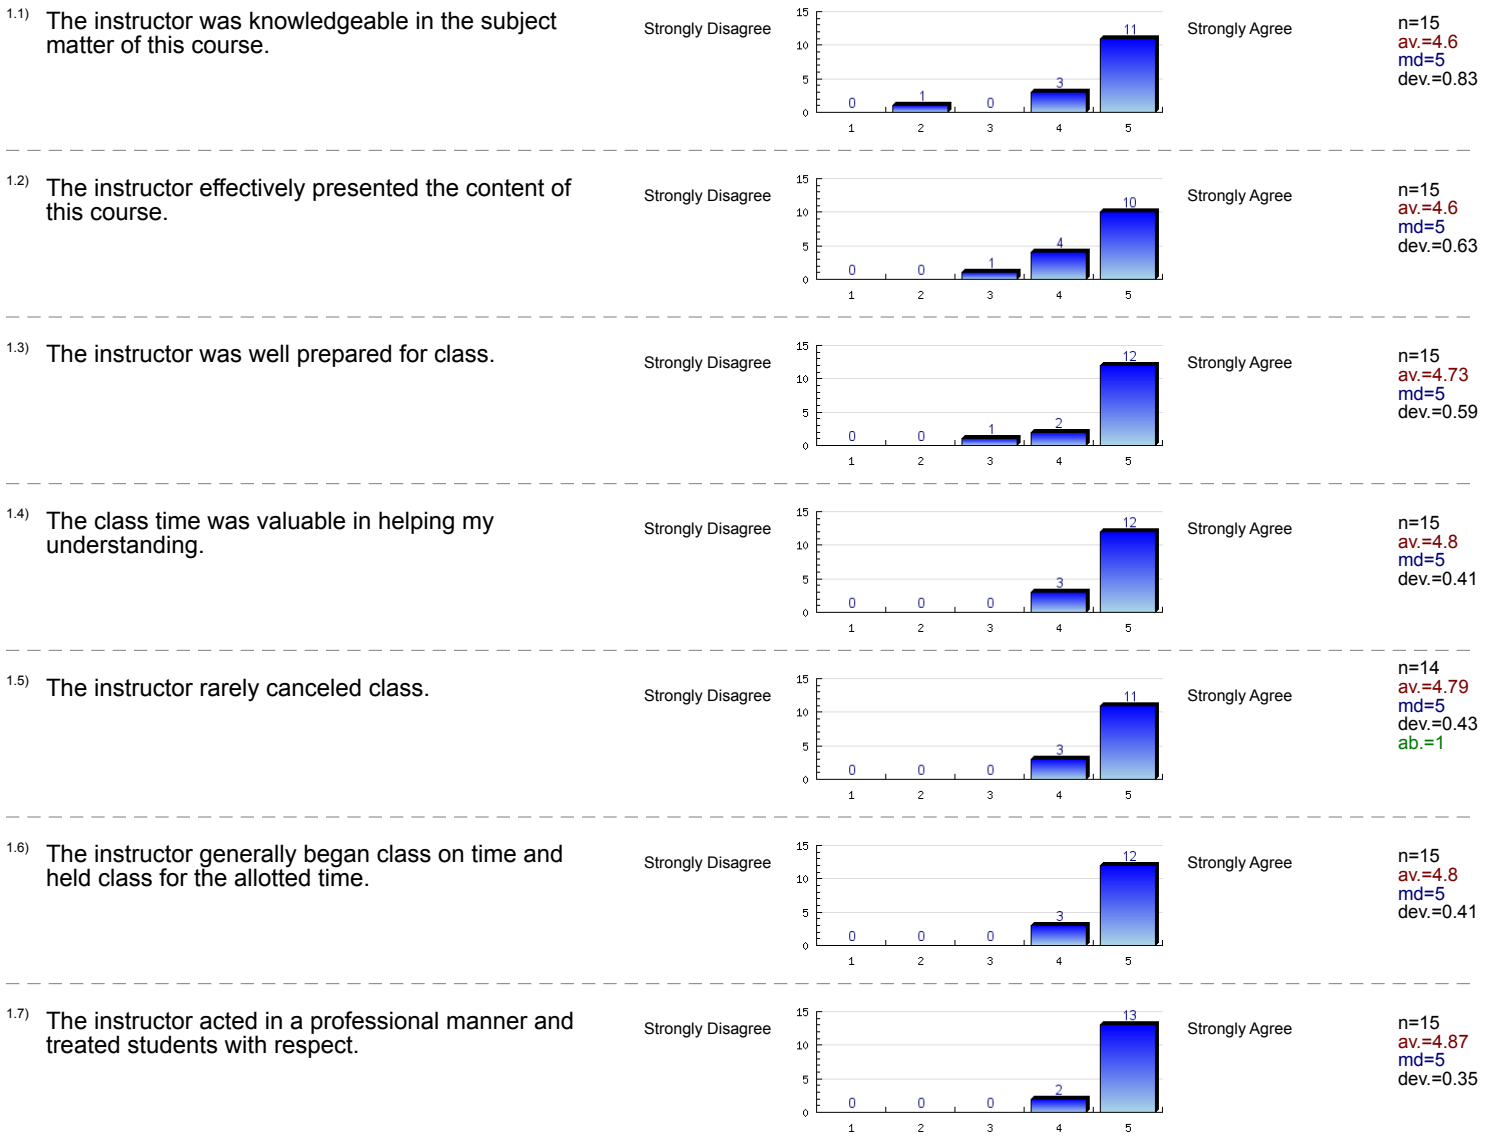 1.1) The instructor was knowledgeable in the subject
matter of this course.
Strongly Disagree
15
10
5
0
0 1 0 3 11
1 2 3 4 5
Strongly Agree
n=15
av.=4.6
md=5
dev.=0.83
1.2) The instructor effectively presented the content of
this course.
Strongly Disagree
15
10
5
0
0 0 1 4 10
1 2 3 4 5
Strongly Agree
n=15
av.=4.6
md=5
dev.=0.63
1.3) The instructor was well prepared for class.
Strongly Disagree
15
10
5
0
0 0 1 2 12
1 2 3 4 5
Strongly Agree
n=15
av.=4.73
md=5
dev.=0.59
1.4) The class time was valuable in helping my
understanding.
Strongly Disagree
15
10
5
0
0 0 0 3 12
1 2 3 4 5
Strongly Agree
n=15
av.=4.8
md=5
dev.=0.41
1.5) The instructor rarely canceled class.
Strongly Disagree
15
10
5
0
0 0 0 3 11
1 2 3 4 5
Strongly Agree
n=14
av.=4.79
md=5
dev.=0.43
ab.=1
1.6) The instructor generally began class on time and
held class for the allotted time.
Strongly Disagree
15
10
5
0
0 0 0 3 12
1 2 3 4 5
Strongly Agree
n=15
av.=4.8
md=5
dev.=0.41
1.7) The instructor acted in a professional manner and
treated students with respect.
Strongly Disagree
15
10
5
0
0 0 0 2 13
1 2 3 4 5
Strongly Agree
n=15
av.=4.87
md=5
dev.=0.35